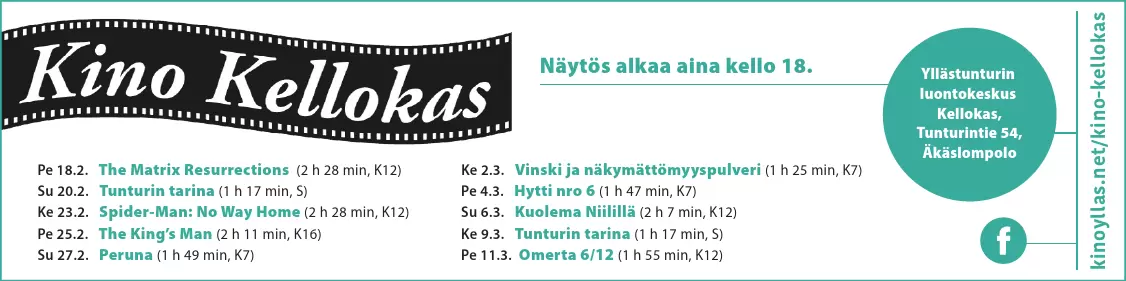 Kino Kellokas
Näytös alkaa aina kello 18.
Yllästunturin
luontokeskus
Kellokas,
Tunturintie 54,
Äkäslompolo
kinoyllas.net/kino-kellokas
Pe 18.2. The Matrix Resurrections (2 h 28 min, K12)
Su 20.2. Tunturin tarina (1 h 17 min, S)
Ke 23.2. Spider-Man: No Way Home (2 h 28 min, K12)
Pe 25.2. The King's Man (2 h 11 min, K16)
Su 27.2. Peruna (1 h 49 min, K7)
Ke 2.3. Vinski ja näkymättömyyspulveri (1 h 25 min, K7)
Pe 4.3. Hytti nro 6 (1 h 47 min, K7)
Su 6.3. Kuolema Niilillä (2 h 7 min, K12)
Ke 9.3. Tunturin tarina (1 h 17 min, S)
Pe 11.3. Omerta 6/12 (1 h 55 min, K12)
f